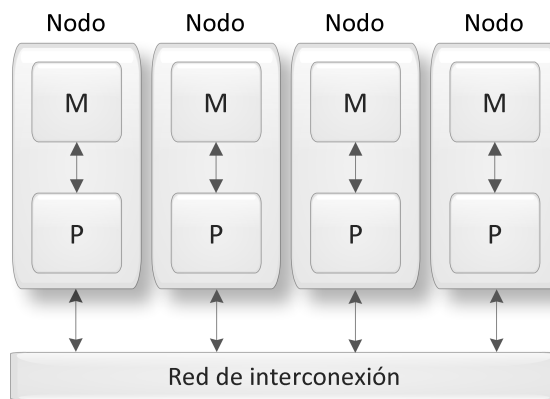 Nodo Nodo Nodo Nodo
M M M M
P P P P
Red de interconexión